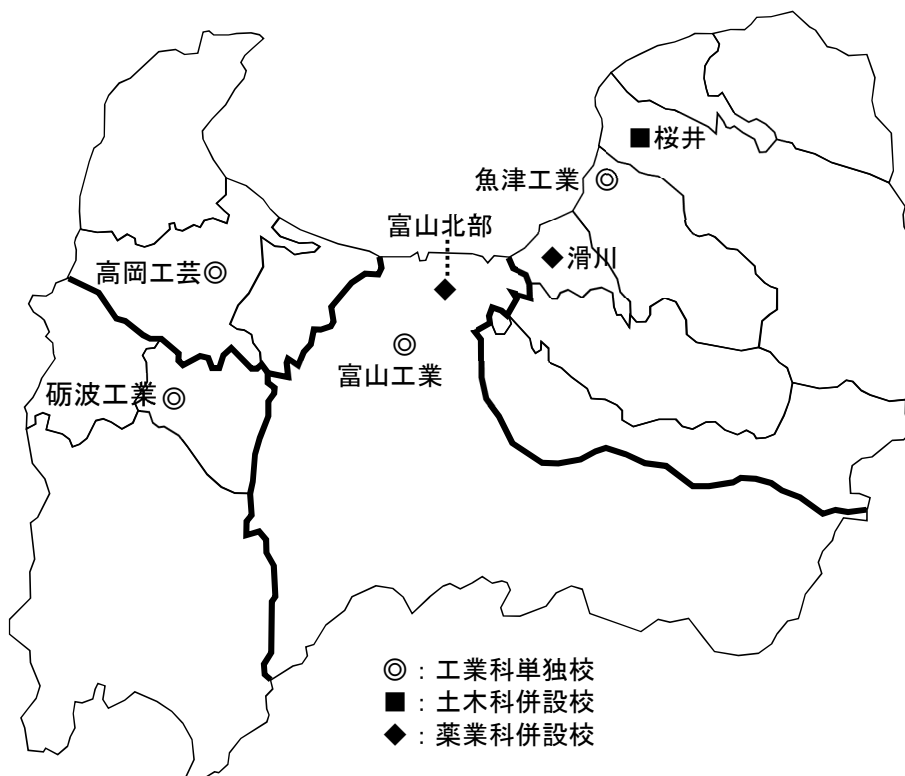 桜井
魚津工業
富山北部
滑川
高岡工芸
富山工業
砺波工業
◎：工業科単独校
■：土木科併設校
◆：薬業科併設校